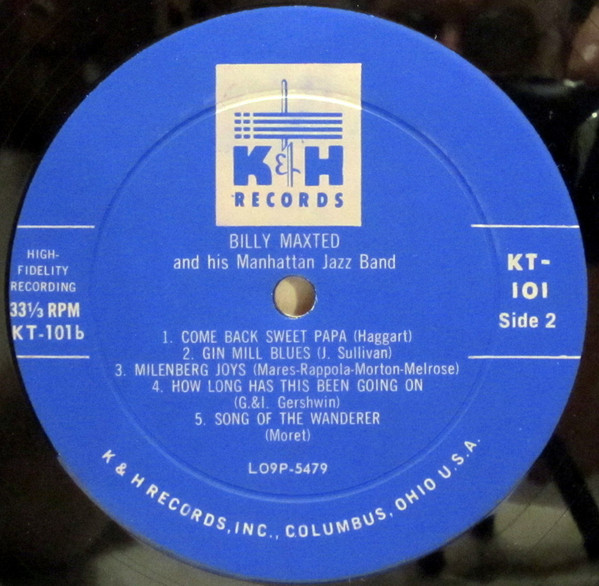 K&H
RECORDS
BILLY MAXTED
and his Manhattan Jazz Band
HIGH-
FIDELITY
RECORDING
33⅓ RPM
KT-101b
KT-
101
Side 2
1. COME BACK SWEET PAPA (Haggart)
2. GIN MILL BLUES (J. Sullivan)
3. MILENBERG JOYS (Mares-Rappola-Morton-Melrose)
4. HOW LONG HAS THIS BEEN GOING ON
(G.&I. Gershwin)
5. SONG OF THE WANDERER
(Moret)
LO9P-5479
K & H RECORDS, INC., COLUMBUS, OHIO U.S.A.